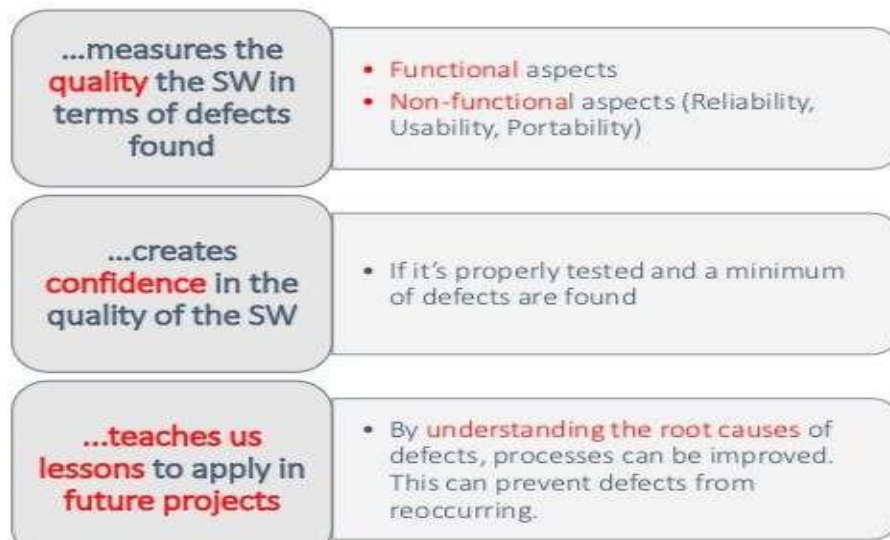 ...measures the
quality the SW in
terms of defects
found
• Functional aspects
• Non-functional aspects (Reliability,
Usability, Portability)
...creates
confidence in the
quality of the SW
• If it's properly tested and a minimum
of defects are found
...teaches us
lessons to apply in
future projects
• By understanding the root causes of
defects, processes can be improved.
This can prevent defects from
reoccurring.